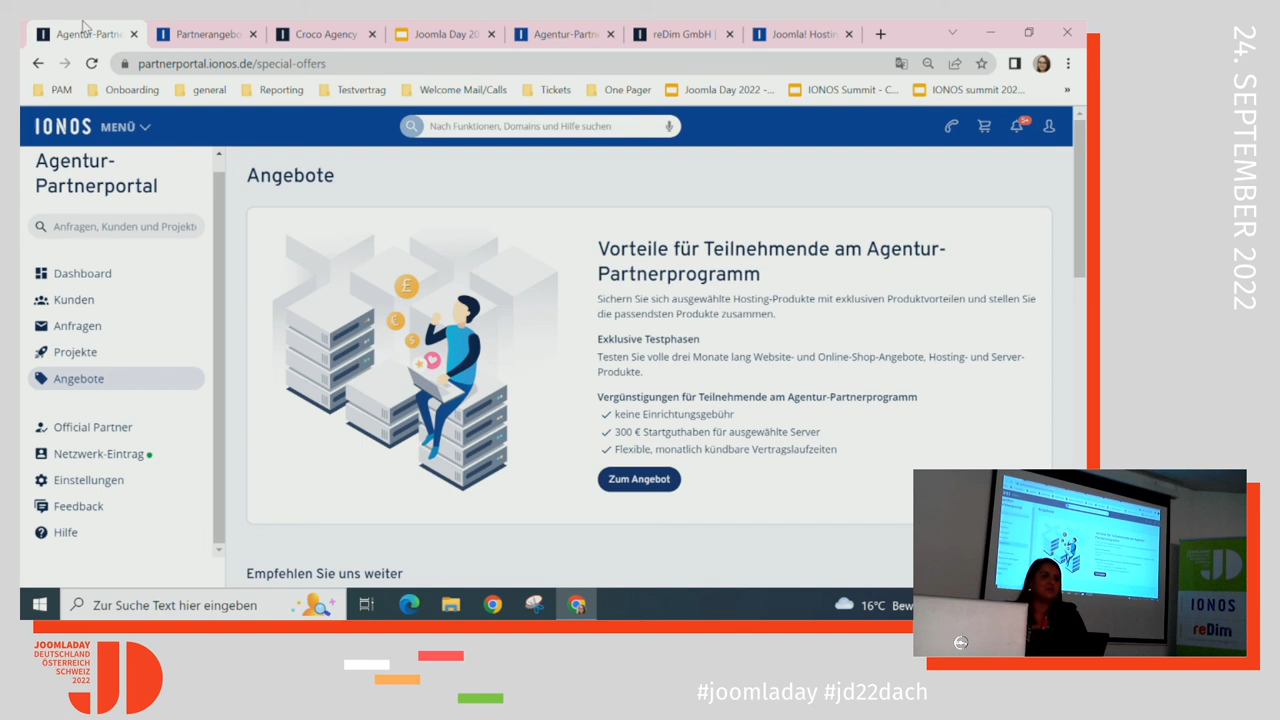 Agentur-Partne
Partnerangebo
Croco Agency
Joomla Day 20
Agentur-Partn
reDim GmbH |
Joomla! Hostin
partnerportal.ionos.de/special-offers
PAM
Onboarding
general
Reporting
Testvertrag
Welcome Mail/Calls
Tickets
One Pager
Joomla Day 2022 -...
IONOS Summit - C...
IONOS summit 202...
»
IONOS MENÜ
Nach Funktionen, Domains und Hilfe suchen
5+
Agentur-
Partnerportal
Anfragen, Kunden und Projekt
Dashboard
Kunden
Anfragen
Projekte
Angebote
Official Partner
Netzwerk-Eintrag
Einstellungen
Feedback
Hilfe
Angebote
Vorteile für Teilnehmende am Agentur-
Partnerprogramm
Sichern Sie sich ausgewählte Hosting-Produkte mit exklusiven Produktvorteilen und stellen Sie
die passendsten Produkte zusammen.
Exklusive Testphasen
Testen Sie volle drei Monate lang Website- und Online-Shop-Angebote, Hosting- und Server-
Produkte.
Vergünstigungen für Teilnehmende am Agentur-Partnerprogramm
keine Einrichtungsgebühr
300 € Startguthaben für ausgewählte Server
Flexible, monatlich kündbare Vertragslaufzeiten
Zum Angebot
Empfehlen Sie uns weiter
Zur Suche Text hier eingeben
16°C Bew
24. SEPTEMBER 2022
JD
IONOS
reDim
JOOMLADAY
DEUTSCHLAND
ÖSTERREICH
SCHWEIZ
2022
JD
#joomladay #jd22dach